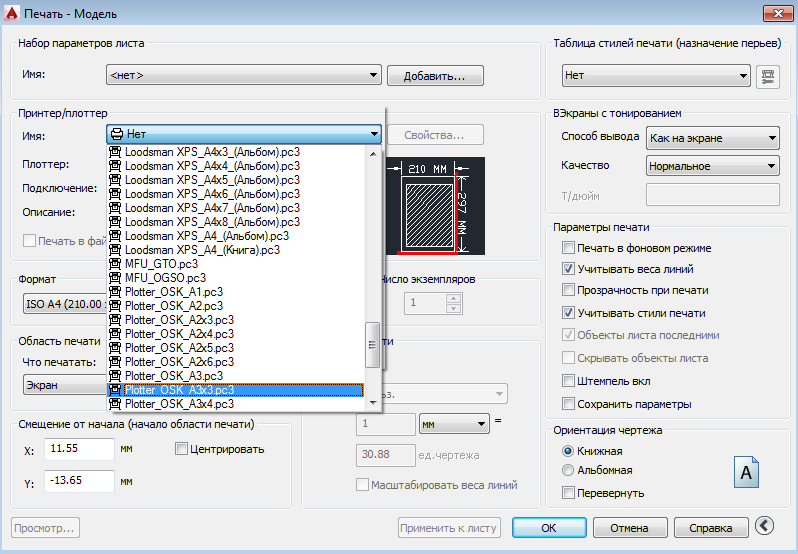 Печать - Модель
Набор параметров листа
Имя:
<нет>
Добавить...
Таблица стилей печати (назначение перьев)
Нет
Принтер/плоттер
Имя:
Нет
Свойства...
Плоттер:
Подключение:
Описание:
Печать в фай
Loodsman XPS_A4x3_(Альбом).pc3
Loodsman XPS_A4x4_(Альбом).pc3
Loodsman XPS_A4x5_(Альбом).pc3
Loodsman XPS_A4x6_(Альбом).pc3
Loodsman XPS_A4x7_(Альбом).pc3
Loodsman XPS_A4x8_(Альбом).pc3
Loodsman XPS_A4_(Альбом).pc3
Loodsman XPS_A4_(Книга).pc3
MFU_GTO.pc3
MFU_OGSO.pc3
Plotter_OSK_A1.pc3
Plotter_OSK_A2.pc3
Plotter_OSK_A2x3.pc3
Plotter_OSK_A2x4.pc3
Plotter_OSK_A2x5.pc3
Plotter_OSK_A2x6.pc3
Plotter_OSK_A3.pc3
Plotter_OSK_A3x3.pc3
Plotter_OSK_A3x4.pc3
210 MM
297 MM
ВЭкраны с тонированием
Способ вывода
Как на экране
Качество
Нормальное
Т/дюйм
Формат
ISO A4 (210.00
Число экземпляров
1
Параметры печати
Печать в фоновом режиме
Учитывать веса линий
Прозрачность при печати
Учитывать стили печати
Объекты листа последними
Скрывать объекты листа
Штемпель вкл
Сохранить параметры
Область печати
Что печатать:
Экран
1
мм
=
30.88
ед.чертежа
Масштабировать веса линий
Смещение от начала (начало области печати)
X:
11.55
мм
Центрировать
Y:
-13.65
мм
Ориентация чертежа
Книжная
Альбомная
Перевернуть
A
Просмотр...
Применить к листу
ОК
Отмена
Справка